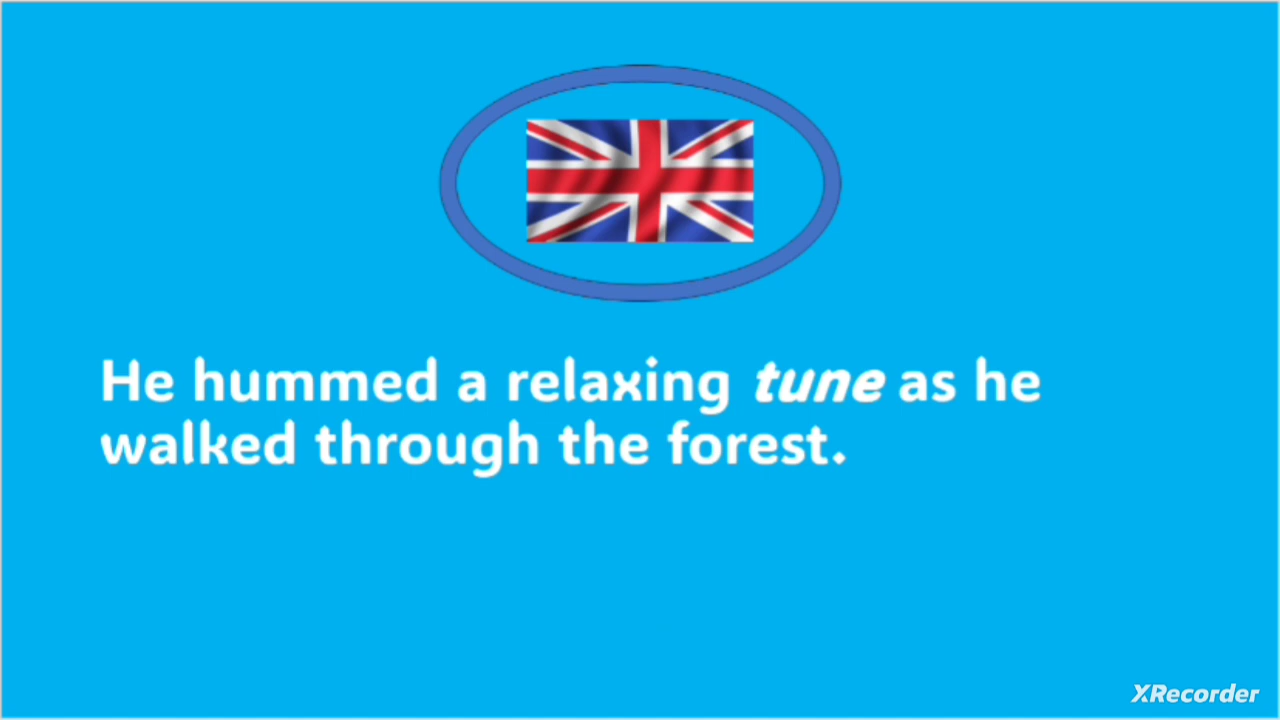 He hummed a relaxing tune as he
walked through the forest.
XRecorder